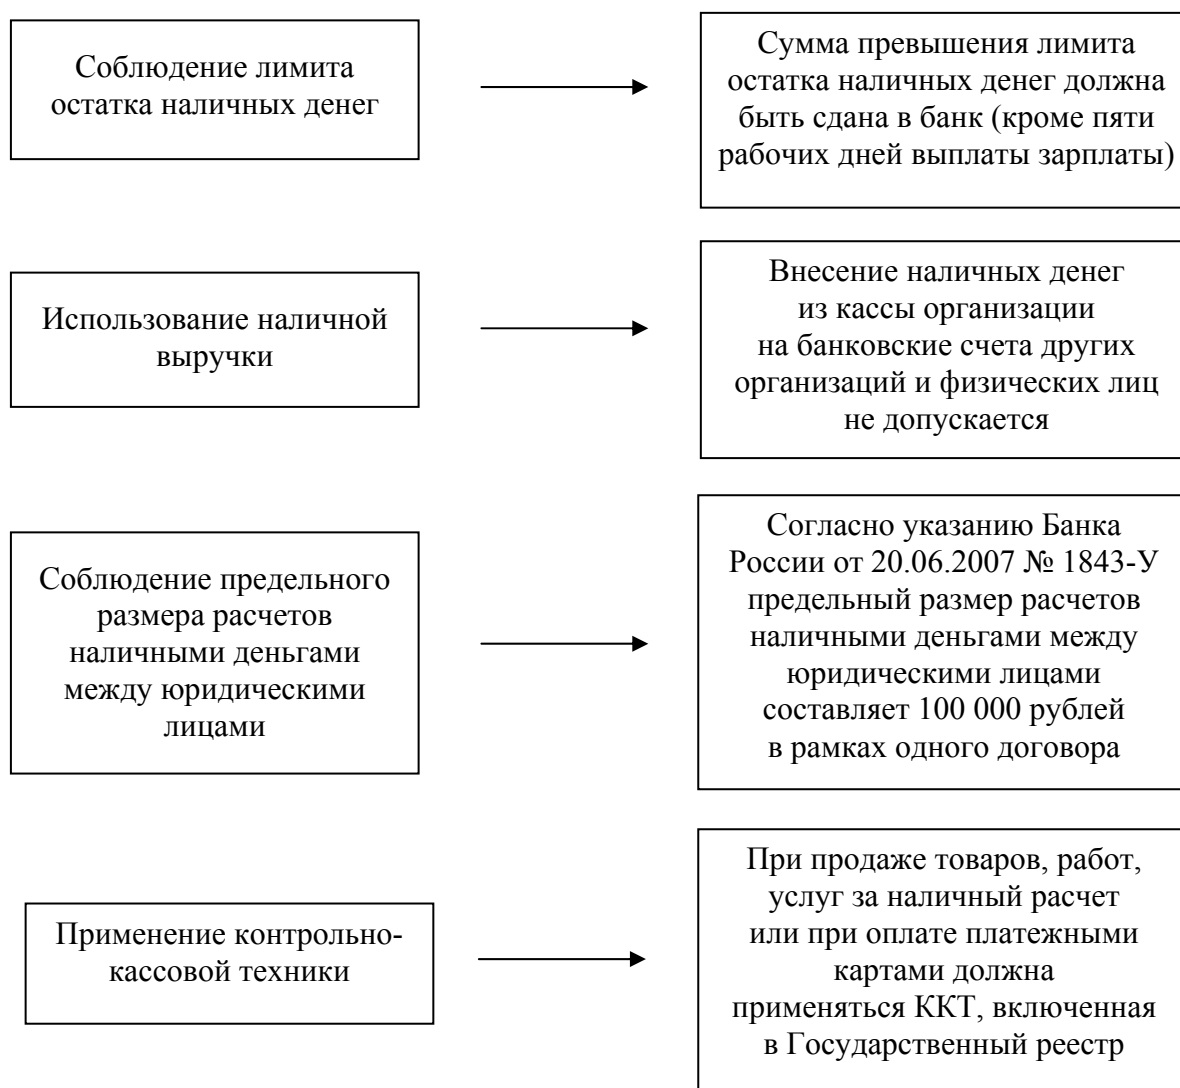 Соблюдение лимита
остатка наличных денег
Сумма превышения лимита
остатка наличных денег должна
быть сдана в банк (кроме пяти
рабочих дней выплаты зарплаты)
Использование наличной
выручки
Внесение наличных денег
из кассы организации
на банковские счета других
организаций и физических лиц
не допускается
Соблюдение предельного
размера расчетов
наличными деньгами
между юридическими
лицами
Согласно указанию Банка
России от 20.06.2007 № 1843-У
предельный размер расчетов
наличными деньгами между
юридическими лицами
составляет 100 000 рублей
в рамках одного договора
Применение контрольно-
кассовой техники
При продаже товаров, работ,
услуг за наличный расчет
или при оплате платежными
картами должна
применяться ККТ, включенная
в Государственный реестр